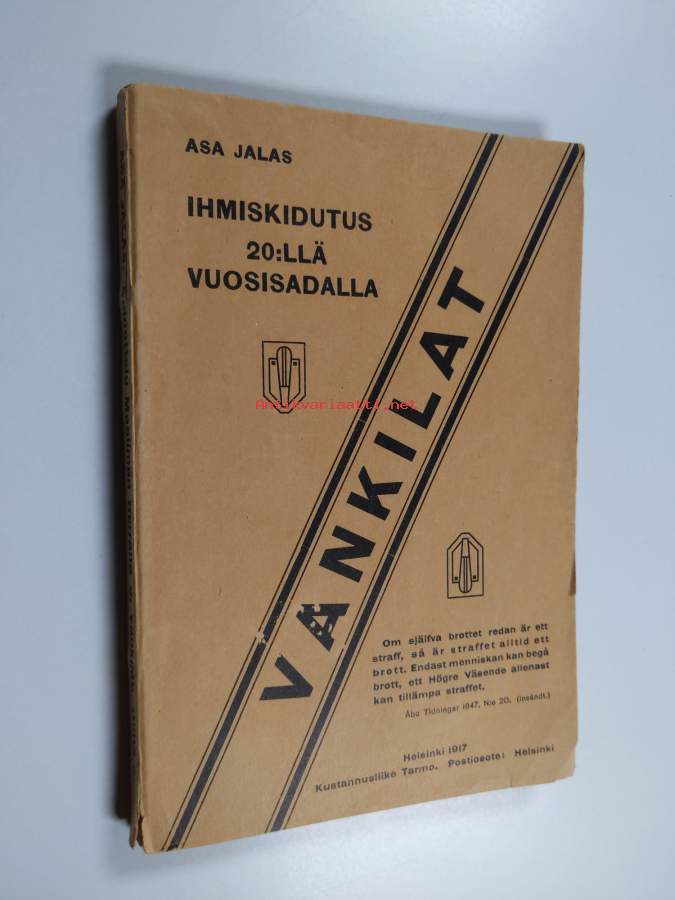 ASA JALAS
IHMISKIDUTUS
20:LLÄ
VUOSISADALLA
Antikvariaatti.net
VANKILAT
Om själfva brottet redan är ett
straff, så är straffet alltid ett
brott. Endast menniskan kan begå
brott, ett Högre Väsende allenast
kan tillämpa straffet.
Åbo Tidningar 1847, N:o 20. (Insändt.)
Helsinki 1917
Kustannusliike Tarmo. Postiosote: Helsinki
ASA JALAS